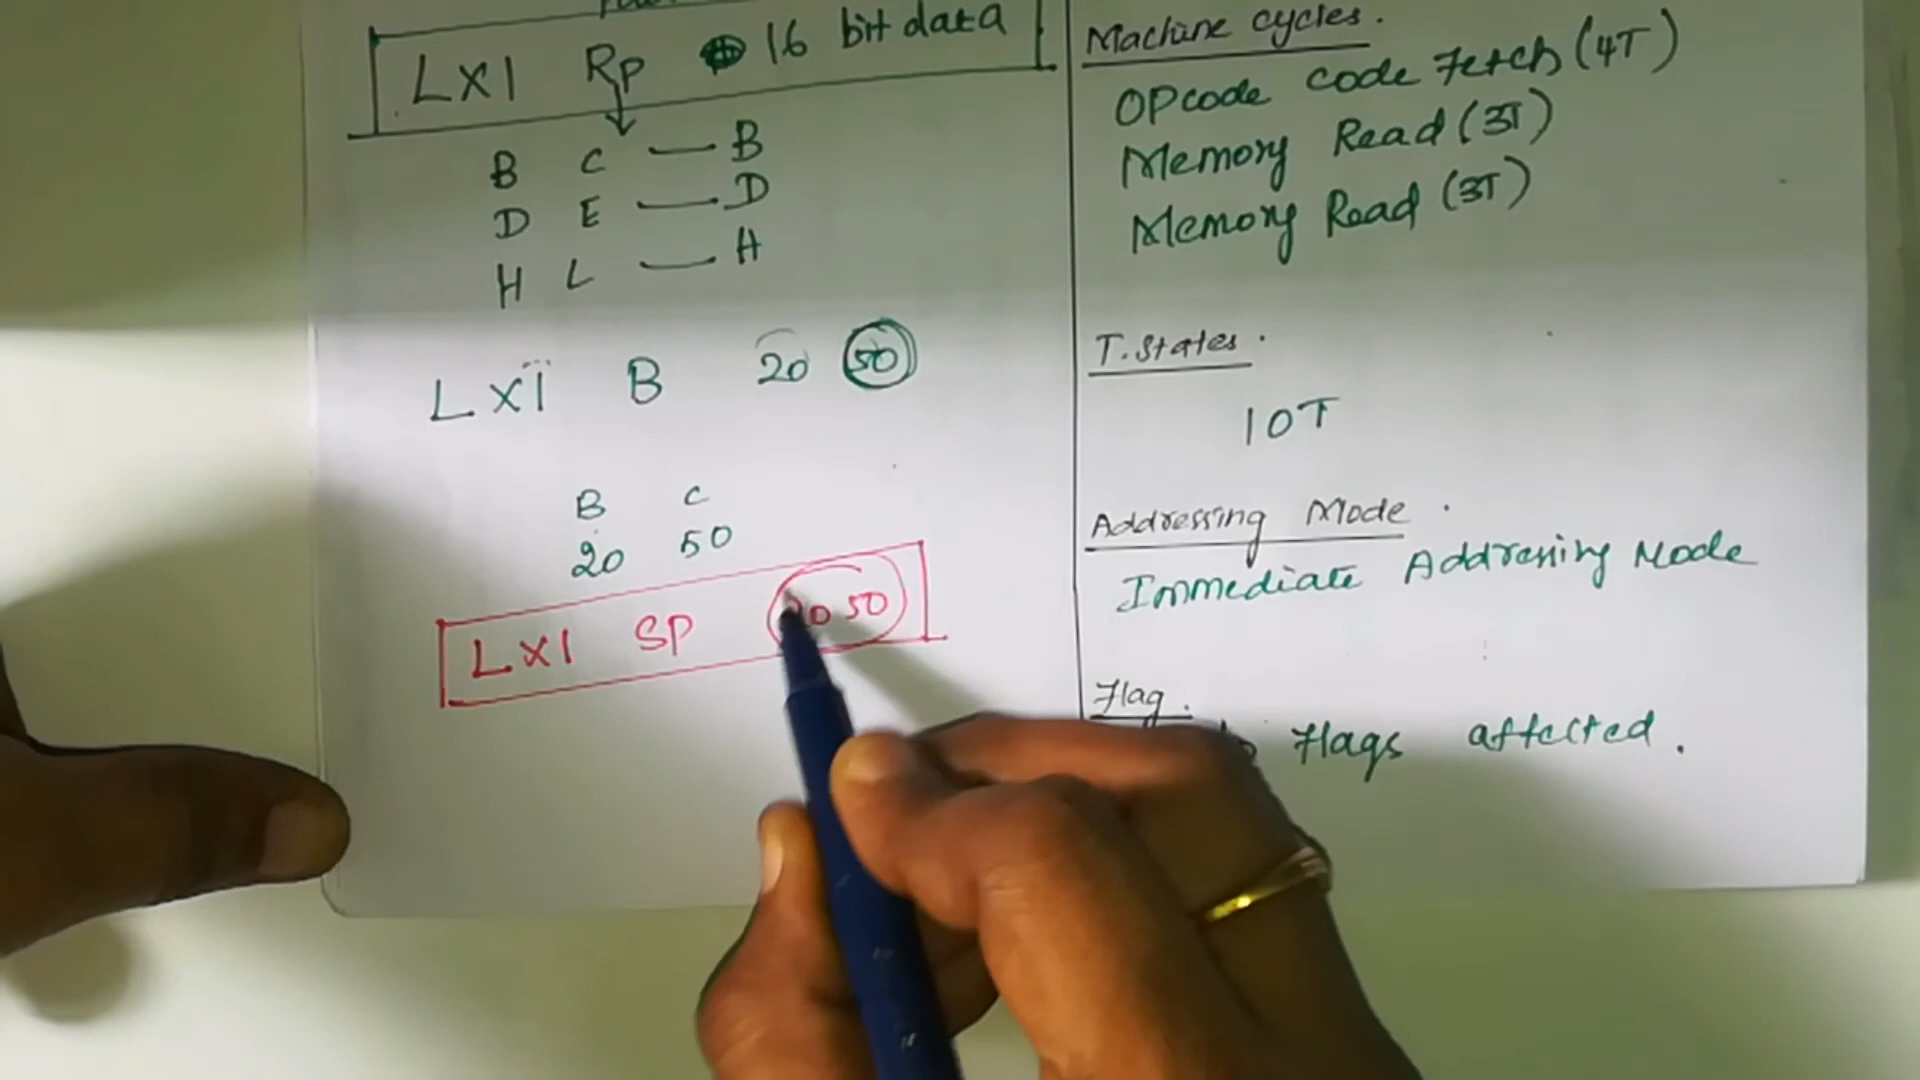 LXI Rp 16 bit data
B C — B
D E — D
H L — H
LXI B 20 50
B C
20 50
LXI SP 2050
Machine Cycles.
OPcode code Fetch (4T)
Memory Read (3T)
Memory Read (3T)
T. States.
10T
Addressing Mode.
Immediate Addressing Mode
Flag.
Flags affected.